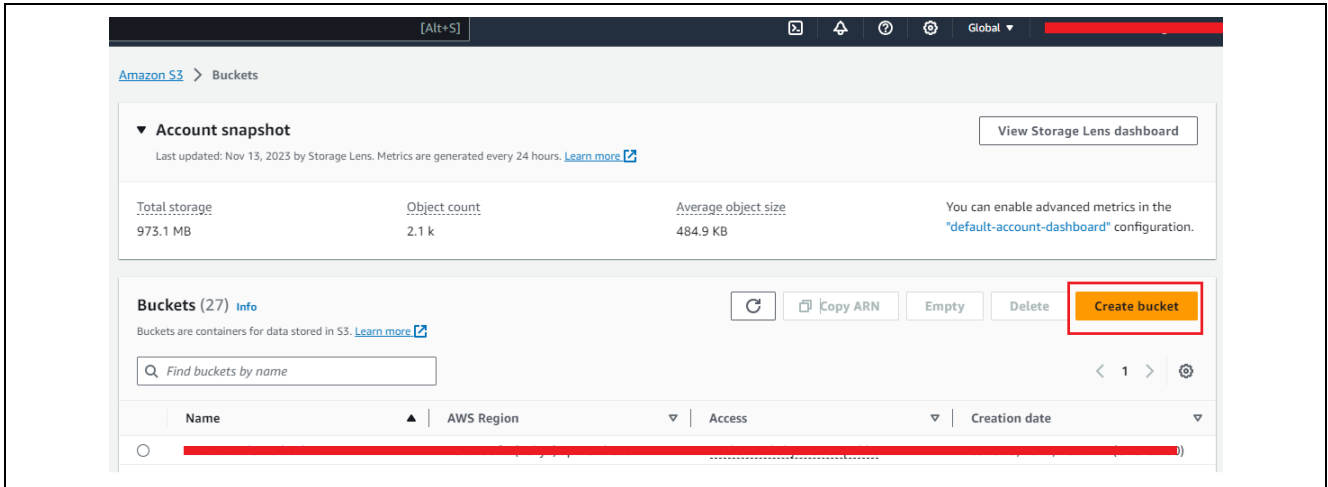 [Alt+S] Global ▼
Amazon S3 > Buckets
▼ Account snapshot
View Storage Lens dashboard
Last updated: Nov 13, 2023 by Storage Lens. Metrics are generated every 24 hours. Learn more
Total storage Object count Average object size You can enable advanced metrics in the
973.1 MB 2.1 k 484.9 KB "default-account-dashboard" configuration.
Buckets (27) Info Copy ARN Empty Delete Create bucket
Buckets are containers for data stored in S3. Learn more
Find buckets by name < 1 >
Name AWS Region Access Creation date